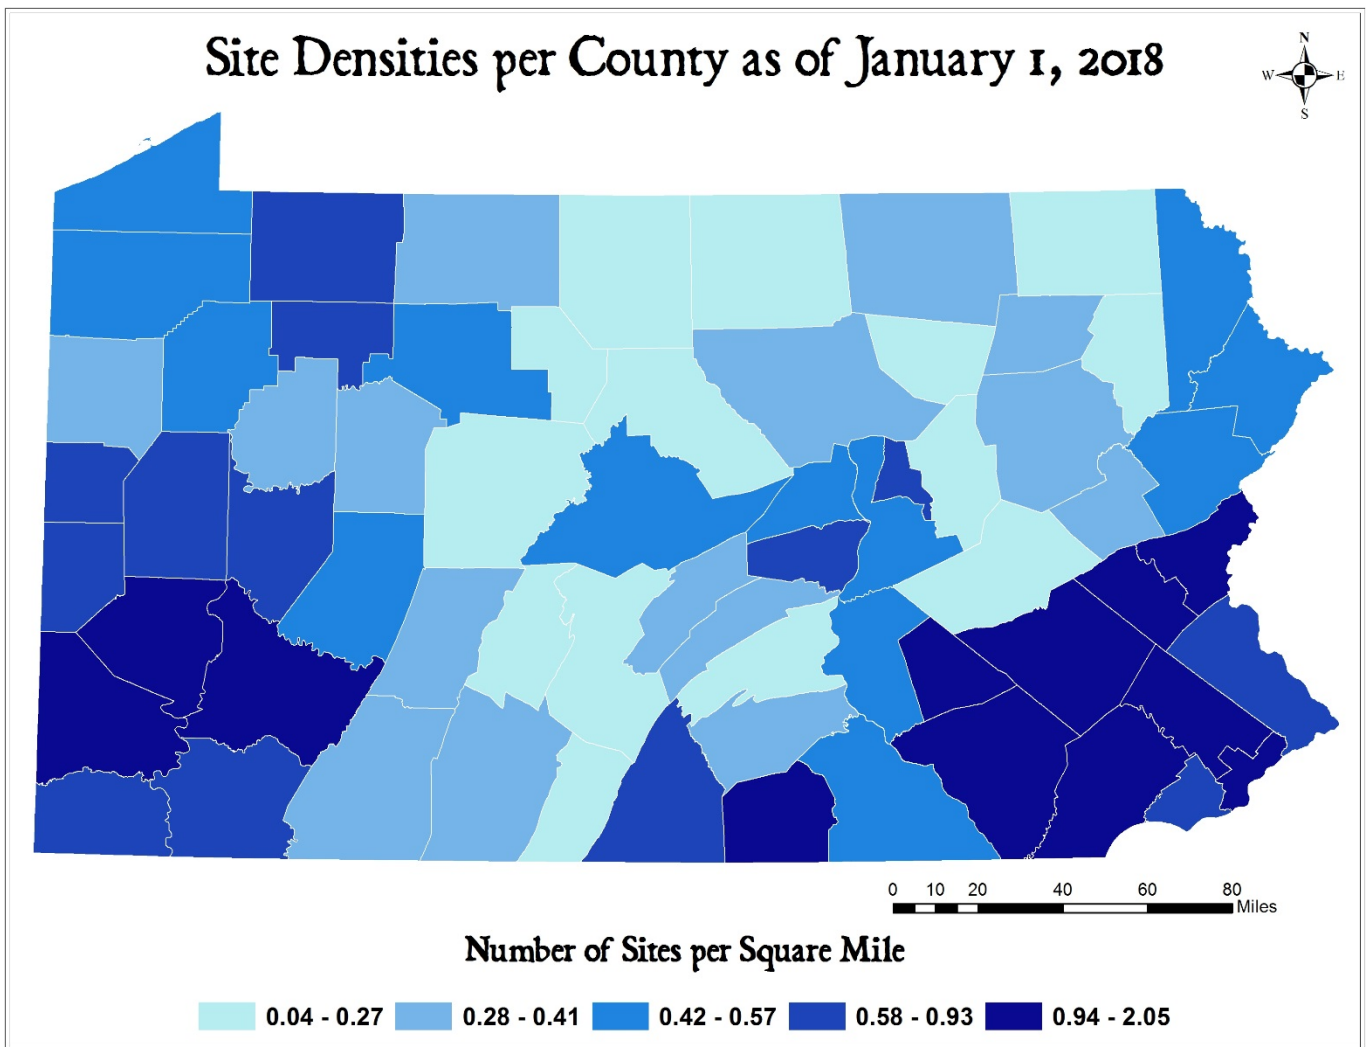 Site Densities per County as of January 1, 2018
N
W E
S
0 10 20 40 60 80
Miles
Number of Sites per Square Mile
0.04 - 0.27 0.28 - 0.41 0.42 - 0.57 0.58 - 0.93 0.94 - 2.05